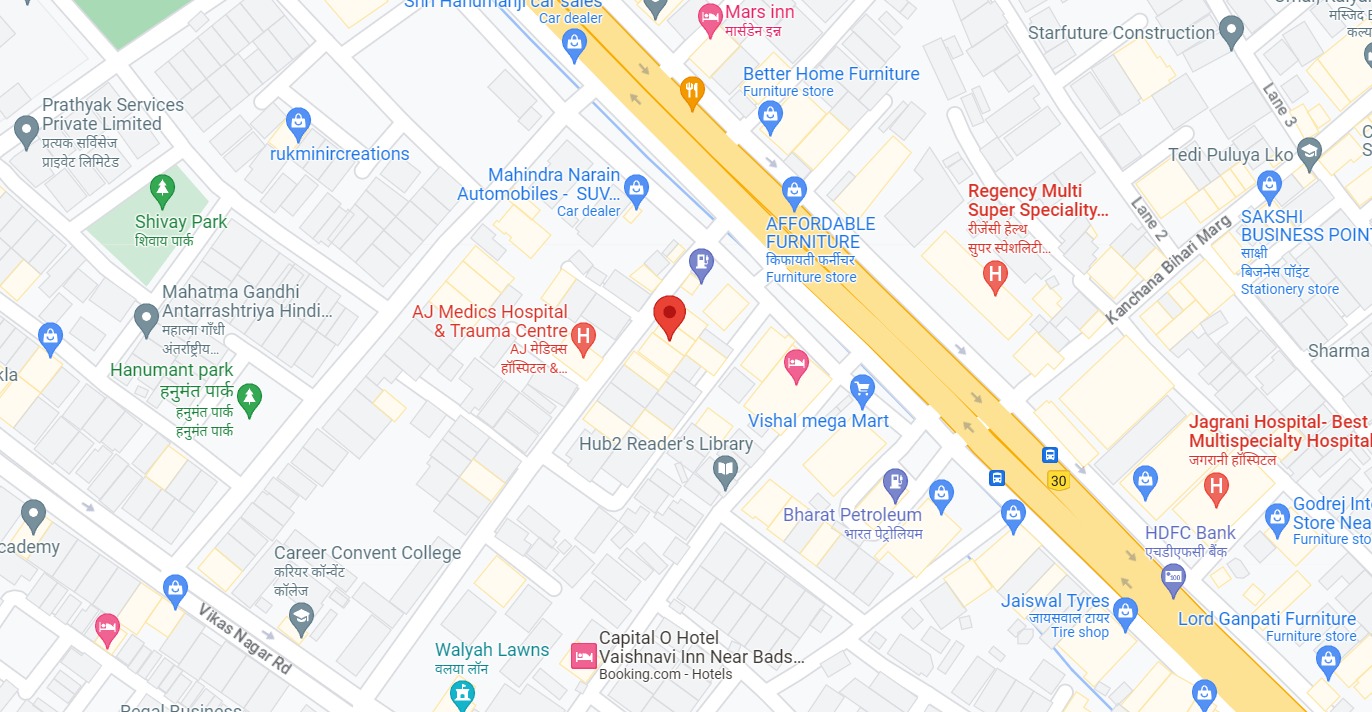 Shri Hanumanji car sales
Car dealer
Mars inn
मार्सडेन इन्न
Starfuture Construction
मस्जिद
Better Home Furniture
Furniture store
Lane 3
Prathyak Services
Private Limited
प्रत्यक सर्विसेज
प्राइवेट लिमिटेड
rukminircreations
Tedi Puluya Lko
Mahindra Narain
Automobiles - SUV...
Car dealer
Regency Multi
Super Speciality...
रीजेंसी हेल्थ
सुपर स्पेशलिटी...
Lane 2
Kanchana Bihari Marg
SAKSHI
BUSINESS POINT
साक्षी
बिजनेस पॉइंट
Stationery store
Shivay Park
शिवाय पार्क
AFFORDABLE
FURNITURE
किफायती फर्नीचर
Furniture store
Mahatma Gandhi
Antarrashtriya Hindi...
महात्मा गाँधी
अंतर्राष्ट्रीय...
AJ Medics Hospital
& Trauma Centre
AJ मेडिक्स
हॉस्पिटल &...
Sharma
kla
Hanumant park
हनुमंत पार्क
हनुमंत पार्क
हनुमंत पार्क
Vishal mega Mart
Hub2 Reader's Library
Jagrani Hospital- Best
Multispecialty Hospital
जगरानी हॉस्पिटल
30
Bharat Petroleum
भारत पेट्रोलियम
Godrej Int
Store Nea
Furniture sto
HDFC Bank
एचडीएफसी बैंक
cademy
Career Convent College
करियर कॉन्वेंट
कॉलेज
Vikas Nagar Rd
Jaiswal Tyres
जायसवाल टायर
Tire shop
Lord Ganpati Furniture
Furniture store
Walyah Lawns
वलया लॉन
Capital O Hotel
Vaishnavi Inn Near Bads...
Booking.com - Hotels
Regal Business